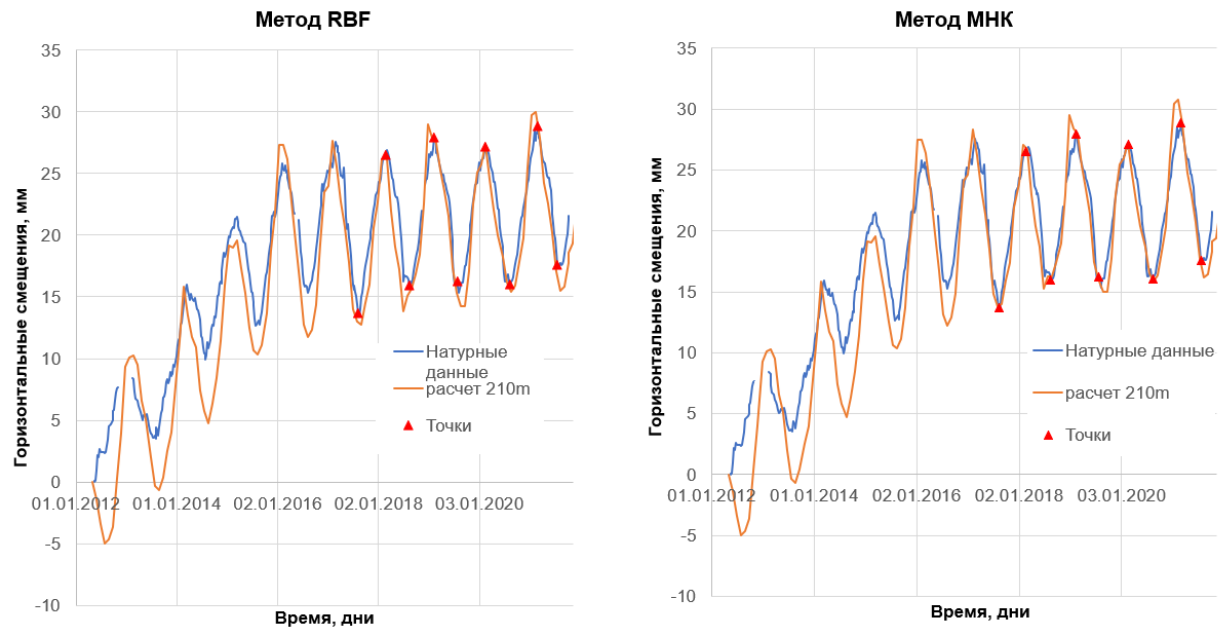 Метод RBF
35
30
25
20
15
10
5
0
-5
-10
Горизонтальные смещения, мм
01.01.2012
01.01.2014
02.01.2016
02.01.2018
03.01.2020
Время, дни
Натурные
данные
расчет 210m
Точки
Метод МНК
35
30
25
20
15
10
5
0
-5
-10
Горизонтальные смещения, мм
01.01.2012
01.01.2014
02.01.2016
02.01.2018
03.01.2020
Время, дни
Натурные данные
расчет 210m
Точки